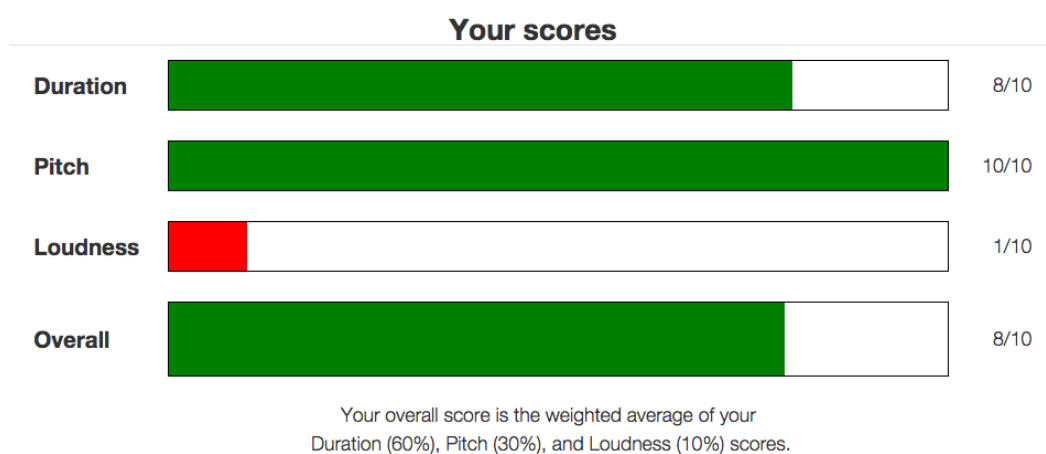 Your scores
Duration 8/10
Pitch 10/10
Loudness 1/10
Overall 8/10
Your overall score is the weighted average of your
Duration (60%), Pitch (30%), and Loudness (10%) scores.